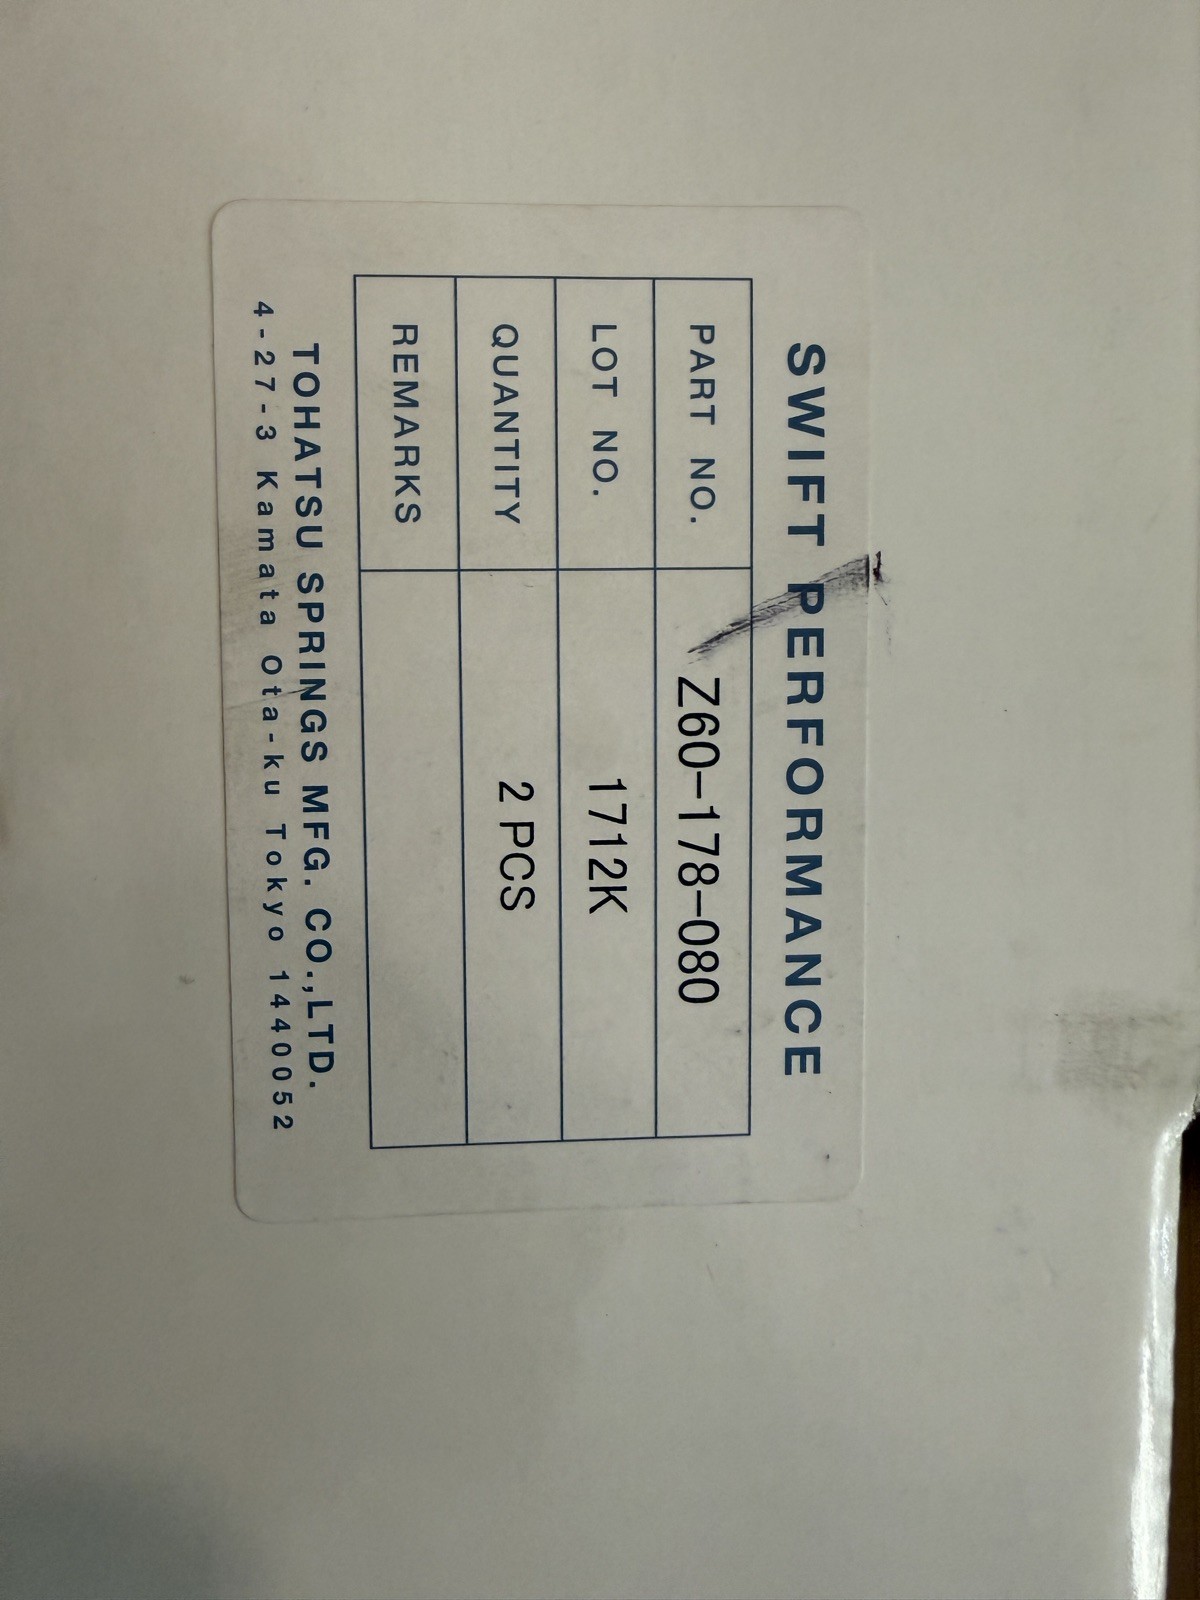 SWIFT PERFORMANCE
PART NO. Z60-178-080
LOT NO. 1712K
QUANTITY 2 PCS
REMARKS
TOHATSU SPRINGS MFG. CO.,LTD.
4-27-3 Kamata Ota-ku Tokyo 1440052